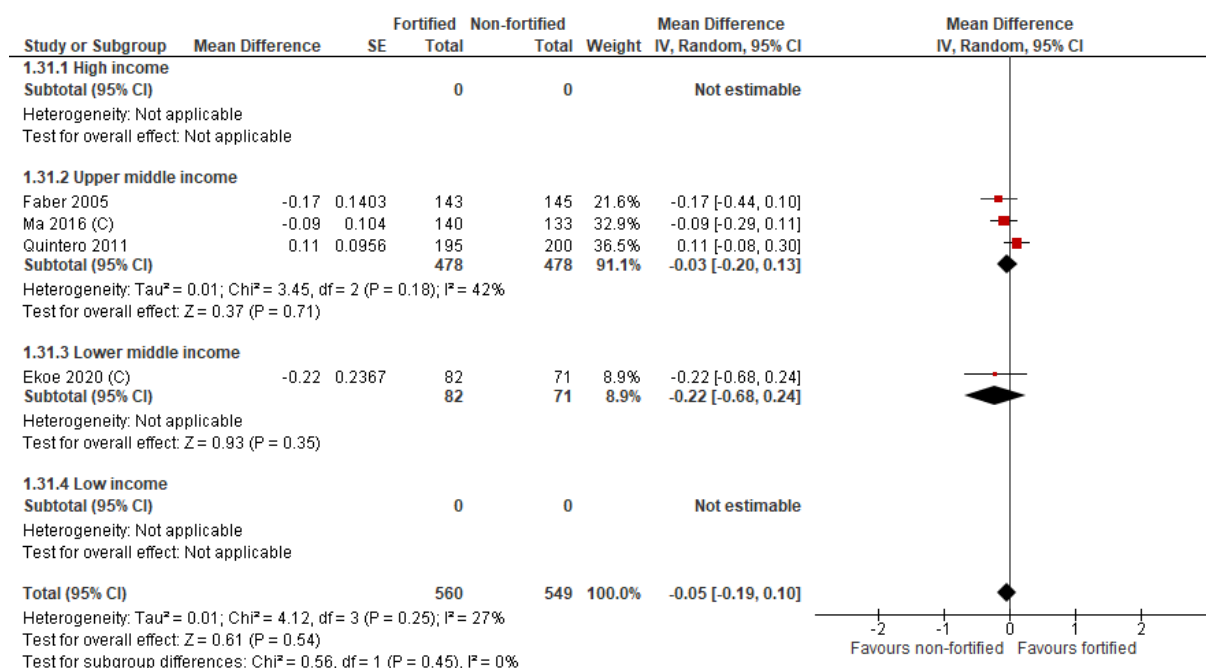 Fortified Non-fortified Mean Difference Mean Difference
Study or Subgroup Mean Difference SE Total Total Weight IV, Random, 95% CI IV, Random, 95% CI
1.31.1 High income
Subtotal (95% CI) 0 0 Not estimable
Heterogeneity: Not applicable
Test for overall effect: Not applicable
1.31.2 Upper middle income
Faber 2005 -0.17 0.1403 143 145 21.6% -0.17 [-0.44, 0.10]
Ma 2016 (C) -0.09 0.104 140 133 32.9% -0.09 [-0.29, 0.11]
Quintero 2011 0.11 0.0956 195 200 36.5% 0.11 [-0.08, 0.30]
Subtotal (95% CI) 478 478 91.1% -0.03 [-0.20, 0.13]
Heterogeneity: Tau² = 0.01; Chi² = 3.45, df = 2 (P = 0.18); I² = 42%
Test for overall effect: Z = 0.37 (P = 0.71)
1.31.3 Lower middle income
Ekoe 2020 (C) -0.22 0.2367 82 71 8.9% -0.22 [-0.68, 0.24]
Subtotal (95% CI) 82 71 8.9% -0.22 [-0.68, 0.24]
Heterogeneity: Not applicable
Test for overall effect: Z = 0.93 (P = 0.35)
1.31.4 Low income
Subtotal (95% CI) 0 0 Not estimable
Heterogeneity: Not applicable
Test for overall effect: Not applicable
Total (95% CI) 560 549 100.0% -0.05 [-0.19, 0.10]
Heterogeneity: Tau² = 0.01; Chi² = 4.12, df = 3 (P = 0.25); I² = 27%
Test for overall effect: Z = 0.61 (P = 0.54)
Test for subgroup differences: Chi² = 0.56, df = 1 (P = 0.45), I² = 0%
-2 -1 0 1 2
Favours non-fortified Favours fortified